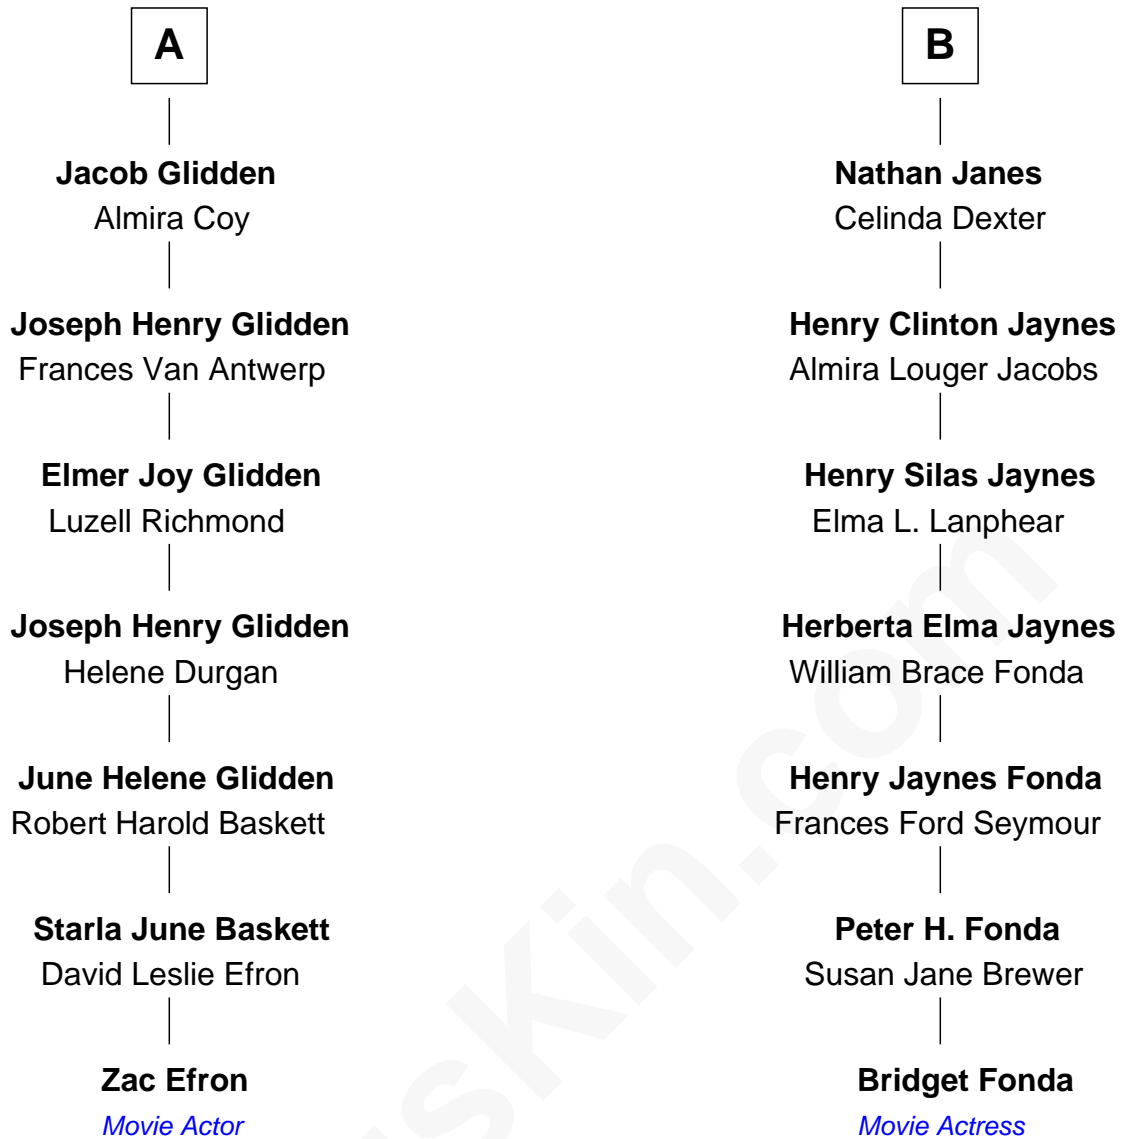 A
Jacob Glidden
Almira Coy
Joseph Henry Glidden
Frances Van Antwerp
Elmer Joy Glidden
Luzell Richmond
Joseph Henry Glidden
Helene Durgan
June Helene Glidden
Robert Harold Baskett
Starla June Baskett
David Leslie Efron
Zac Efron
Movie Actor
B
Nathan Janes
Celinda Dexter
Henry Clinton Jaynes
Almira Louger Jacobs
Henry Silas Jaynes
Elma L. Lanphear
Herberta Elma Jaynes
William Brace Fonda
Henry Jaynes Fonda
Frances Ford Seymour
Peter H. Fonda
Susan Jane Brewer
Bridget Fonda
Movie Actress
sKin.com